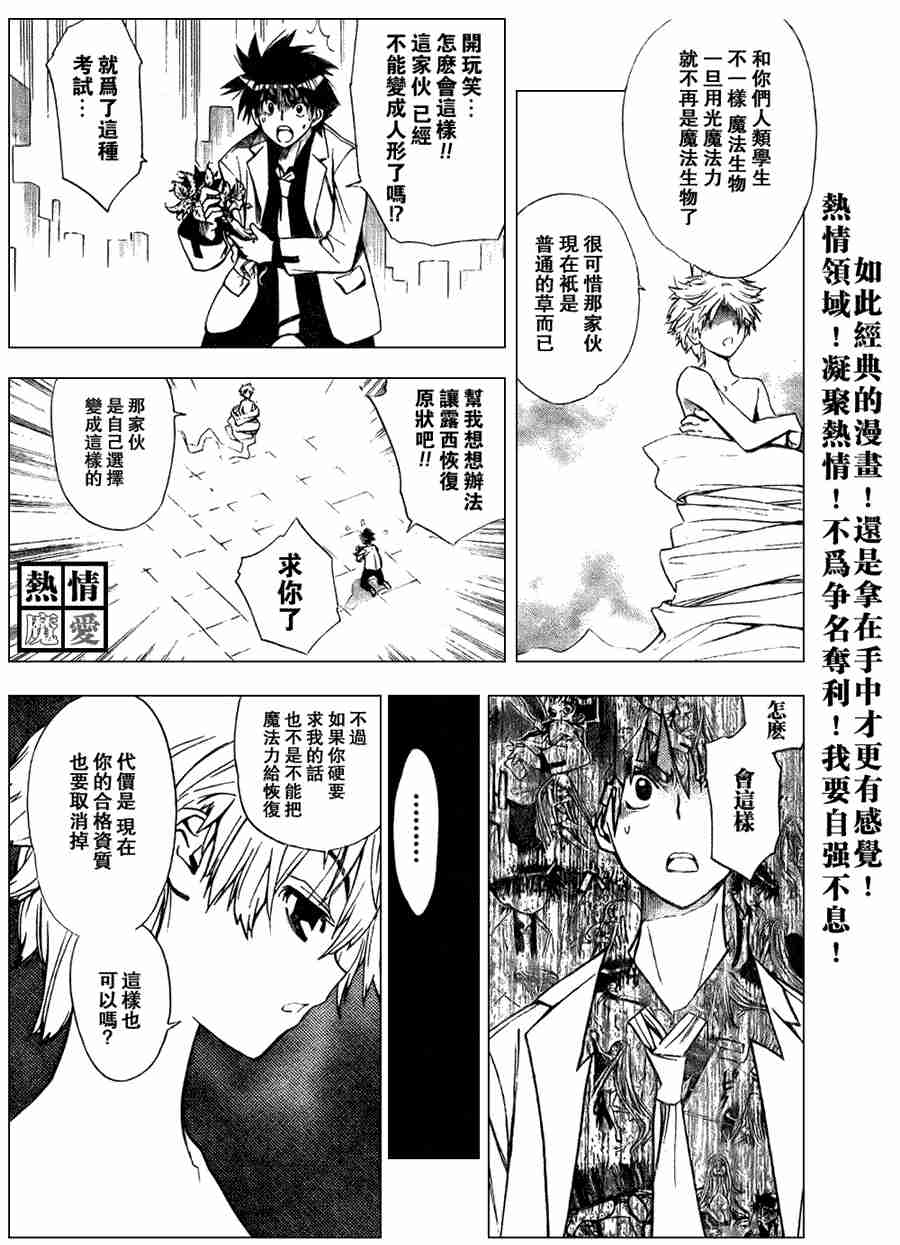 如此經典的漫畫！還是拿在手中才更有感覺！
熱情領域！凝聚熱情！不爲争名奪利！我要自强不息！
和你們人類學生
不一樣 魔法生物
一旦用光魔法力
就不再是魔法生物了
很可惜那家伙
現在衹是
普通的草而已
開玩笑…
怎麽會這樣!!
這家伙 已經
不能變成人形了嗎!?
就爲了這種
考試…
幫我想想辦法
讓露西恢復
原狀吧!!
求你了
那家伙
是自己選擇
變成這樣的
熱情
魔愛
怎麽
會這樣
………
不過
如果你硬要
求我的話
也不是不能把
魔法力給恢復
代價是 現在
你的合格資質
也要取消掉
這樣也
可以嗎?